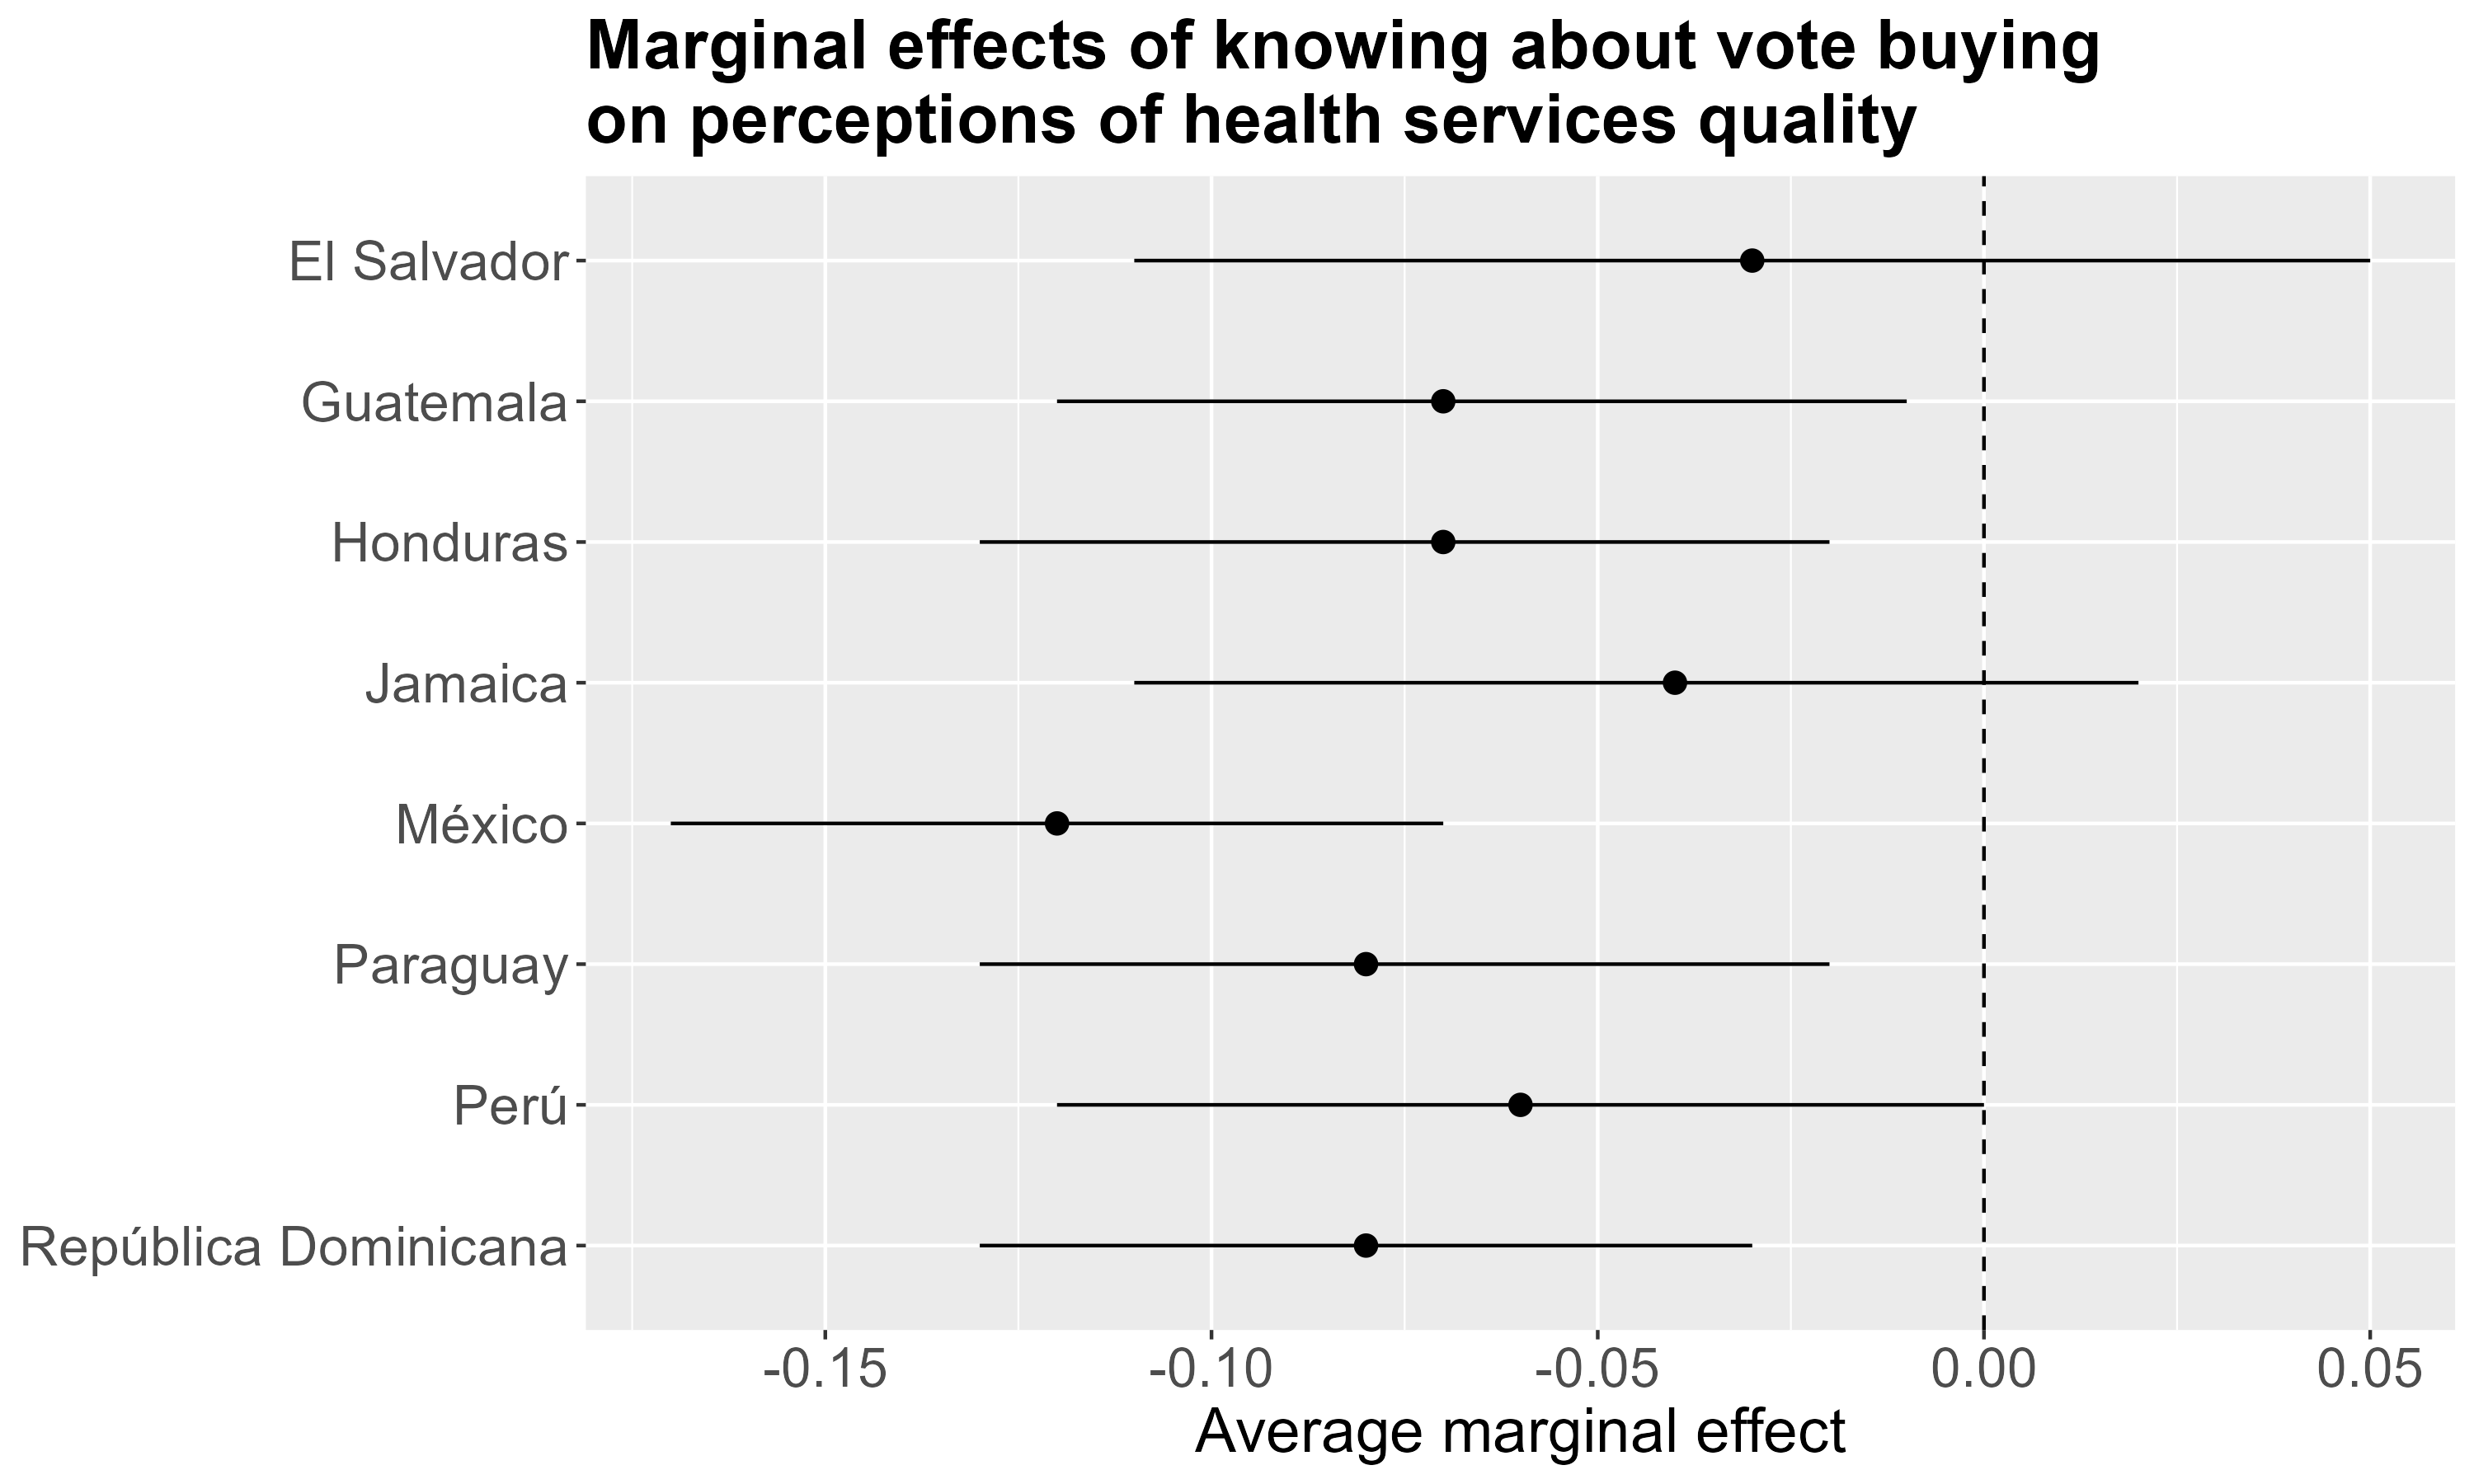 Marginal effects of knowing about vote buying
on perceptions of health services quality
El Salvador
Guatemala
Honduras
Jamaica
México
Paraguay
Perú
República Dominicana
-0.15 -0.10 -0.05 0.00 0.05
Average marginal effect